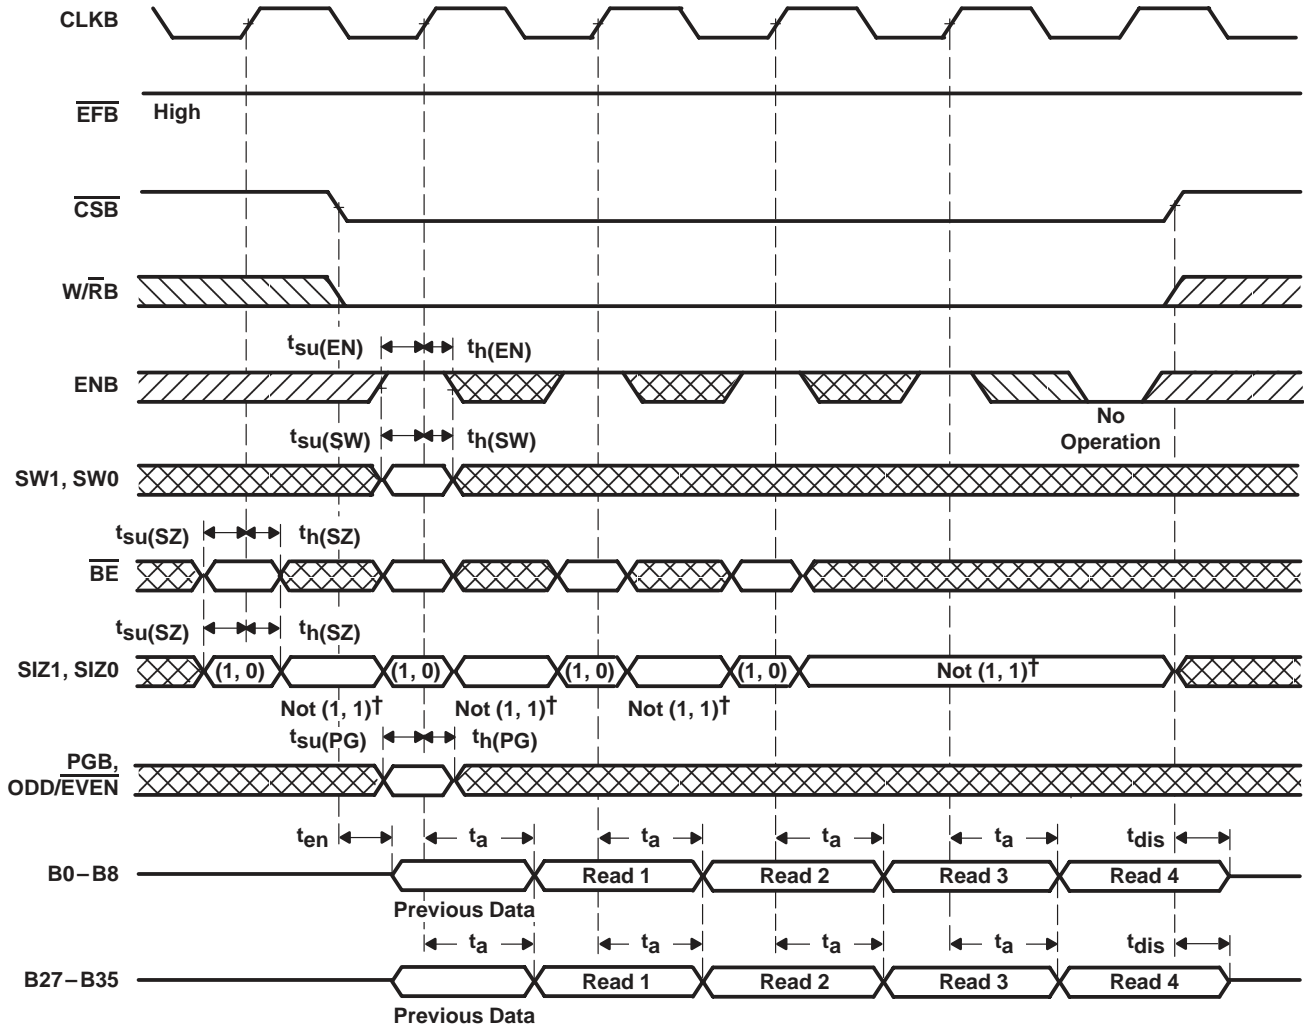 CLKB
EFB High
CSB
W/RB
tsu(EN) th(EN)
ENB
No
Operation
tsu(SW) th(SW)
SW1, SW0
tsu(SZ) th(SZ)
BE
tsu(SZ) th(SZ)
SIZ1, SIZ0 (1, 0) (1, 0) (1, 0) (1, 0) Not (1, 1)†
Not (1, 1)† Not (1, 1)† Not (1, 1)†
tsu(PG) th(PG)
PGB,
ODD/EVEN
ten ta ta ta ta tdis
B0–B8 Read 1 Read 2 Read 3 Read 4
Previous Data
ta ta ta ta tdis
B27–B35 Read 1 Read 2 Read 3 Read 4
Previous Data